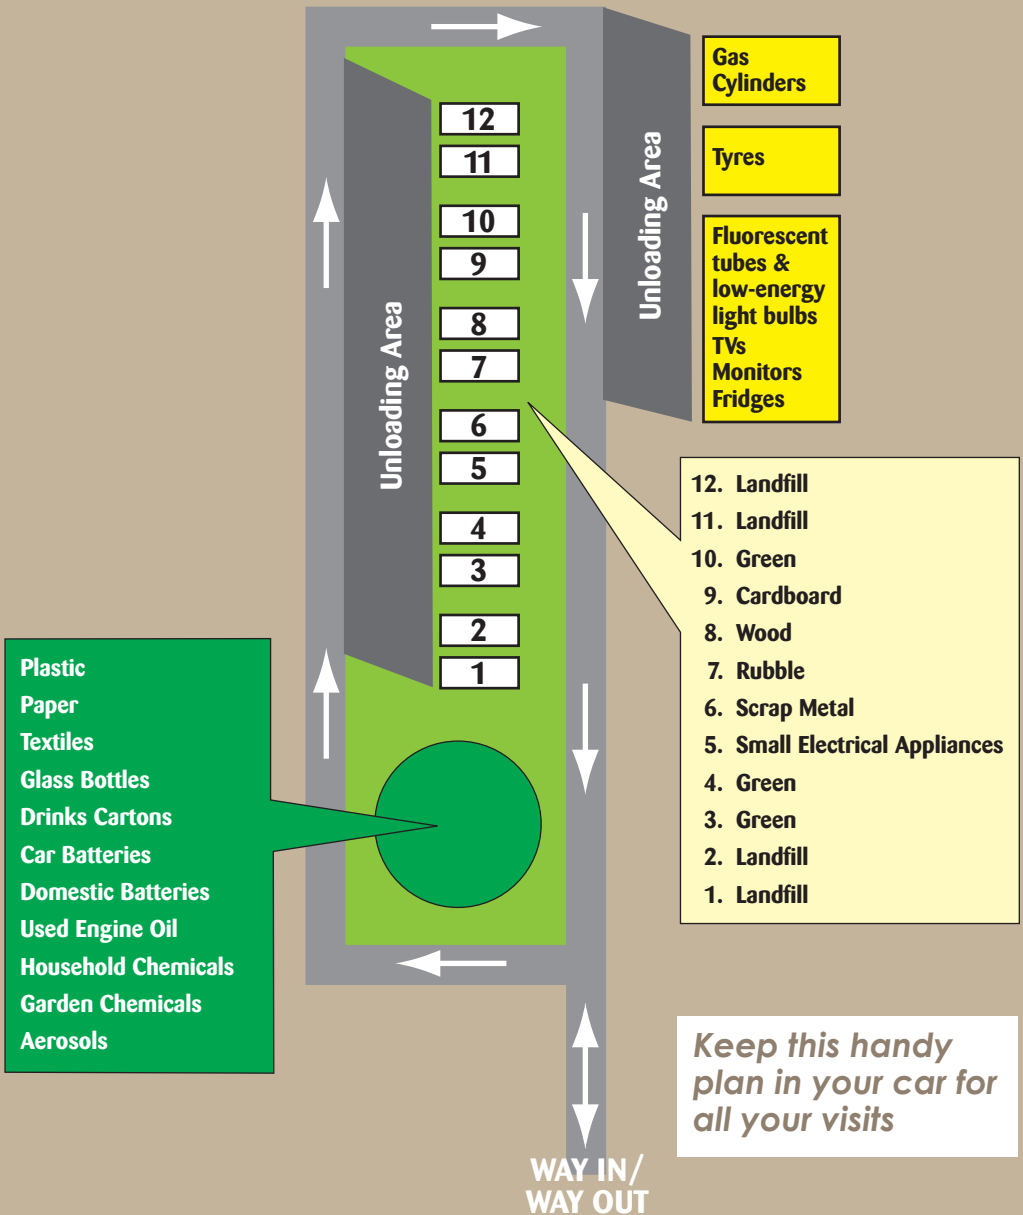 Gas
Cylinders
Tyres
Fluorescent
tubes &
low-energy
light bulbs
TVs
Monitors
Fridges
Unloading Area
Unloading Area
12
11
10
9
8
7
6
5
4
3
2
1
12. Landfill
11. Landfill
10. Green
9. Cardboard
8. Wood
7. Rubble
6. Scrap Metal
5. Small Electrical Appliances
4. Green
3. Green
2. Landfill
1. Landfill
Plastic
Paper
Textiles
Glass Bottles
Drinks Cartons
Car Batteries
Domestic Batteries
Used Engine Oil
Household Chemicals
Garden Chemicals
Aerosols
Keep this handy
plan in your car for
all your visits
WAY IN/
WAY OUT